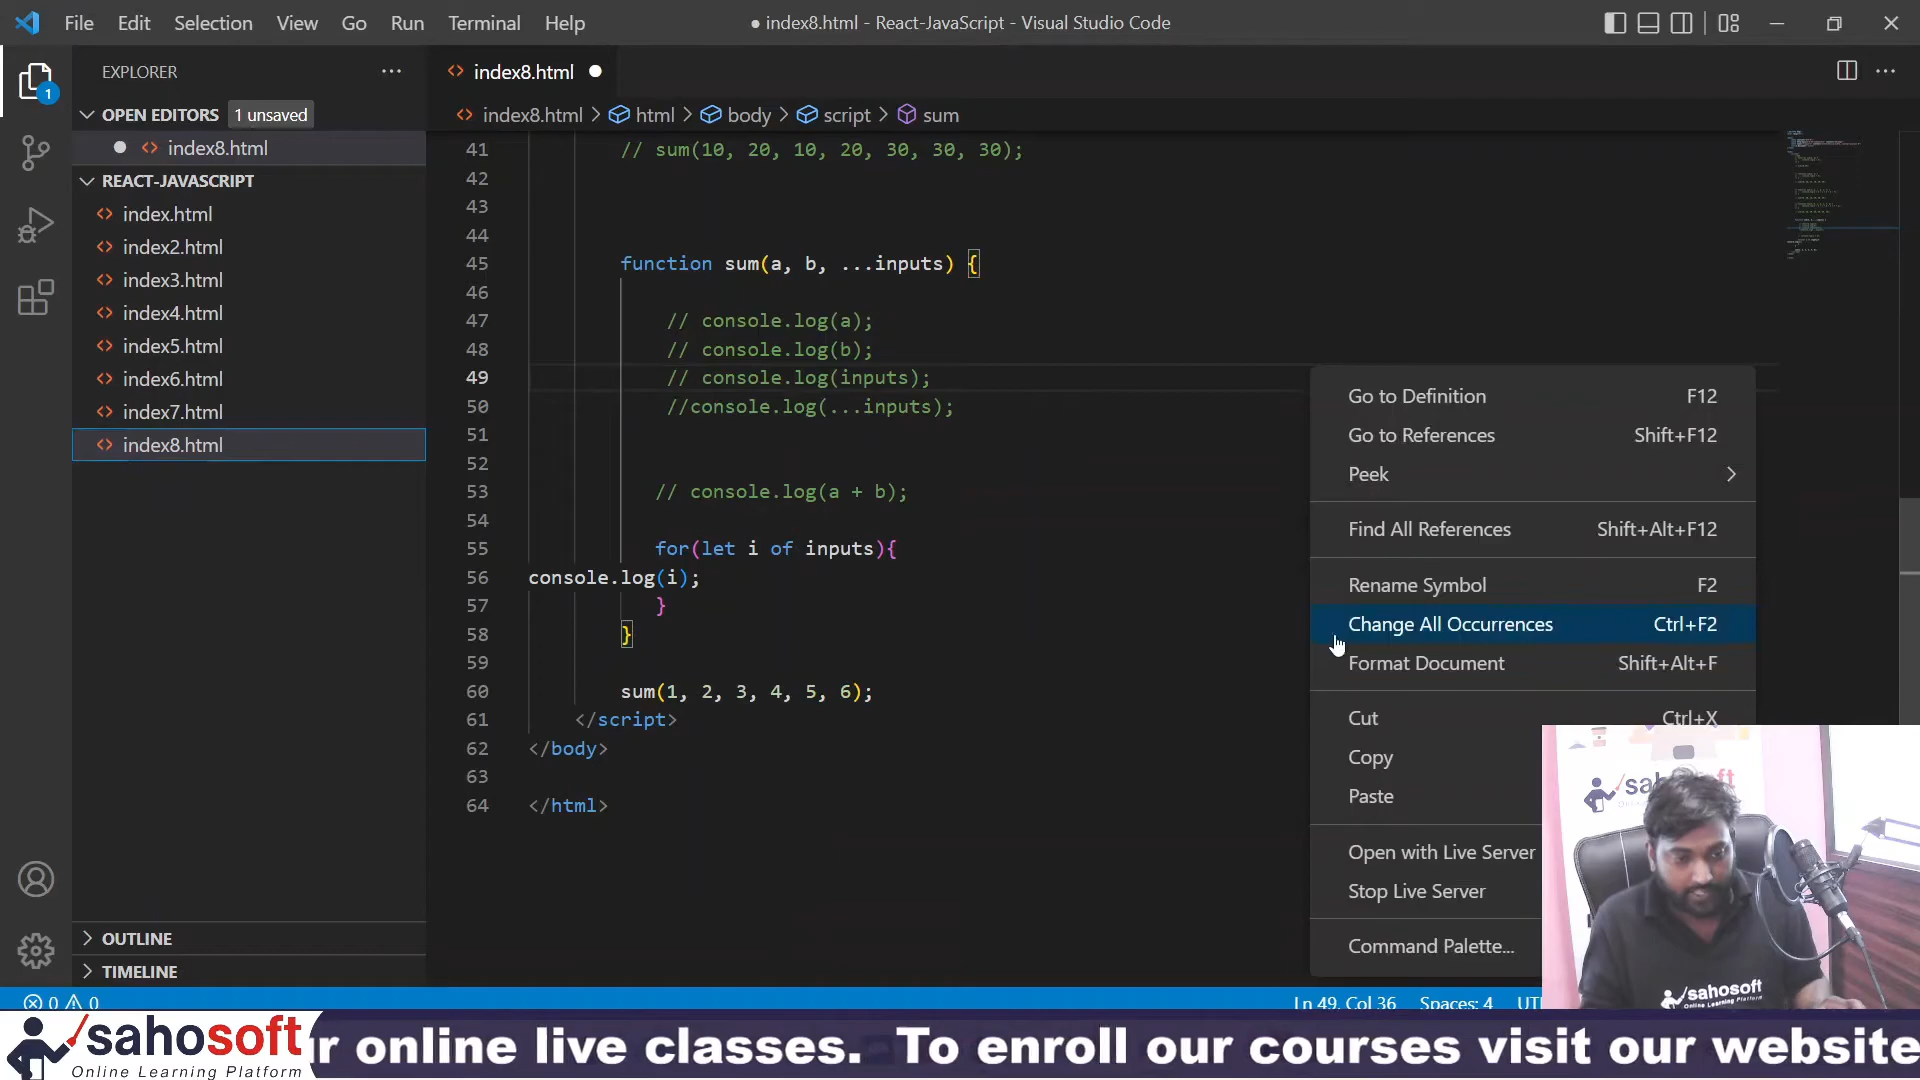 File Edit Selection View Go Run Terminal Help
● index8.html - React-JavaScript - Visual Studio Code
EXPLORER
OPEN EDITORS 1 unsaved
index8.html
REACT-JAVASCRIPT
index.html
index2.html
index3.html
index4.html
index5.html
index6.html
index7.html
index8.html
OUTLINE
TIMELINE
1
index8.html
index8.html > html > body > script > sum
41 // sum(10, 20, 10, 20, 30, 30, 30);
42
43
44
45 function sum(a, b, ...inputs) {
46
47 // console.log(a);
48 // console.log(b);
49 // console.log(inputs);
50 //console.log(...inputs);
51
52
53 // console.log(a + b);
54
55 for(let i of inputs){
56 console.log(i);
57 }
58 }
59
60 sum(1, 2, 3, 4, 5, 6);
61 </script>
62 </body>
63
64 </html>
Go to Definition F12
Go to References Shift+F12
Peek
Find All References Shift+Alt+F12
Rename Symbol F2
Change All Occurrences Ctrl+F2
Format Document Shift+Alt+F
Cut Ctrl+X
Copy
Paste
Open with Live Server
Stop Live Server
Command Palette...
sahosoft
sahosoft
Online Learning Platform
0 0
Ln 49, Col 36 Spaces: 4
sahosoft
Online Learning Platform
r online live classes. To enroll our courses visit our website